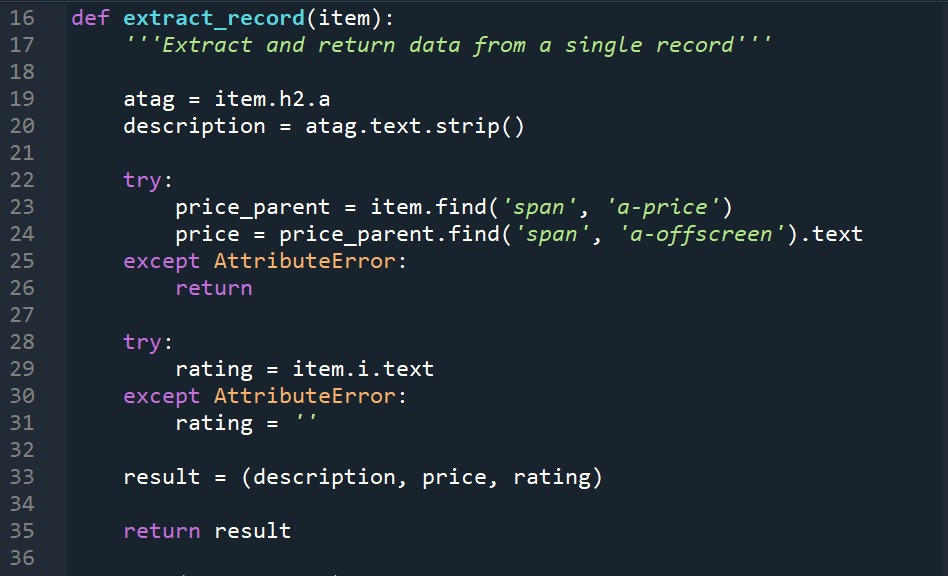 16 def extract_record(item):
17     '''Extract and return data from a single record'''
18
19     atag = item.h2.a
20     description = atag.text.strip()
21
22     try:
23         price_parent = item.find('span', 'a-price')
24         price = price_parent.find('span', 'a-offscreen').text
25     except AttributeError:
26         return
27
28     try:
29         rating = item.i.text
30     except AttributeError:
31         rating = ''
32
33     result = (description, price, rating)
34
35     return result
36